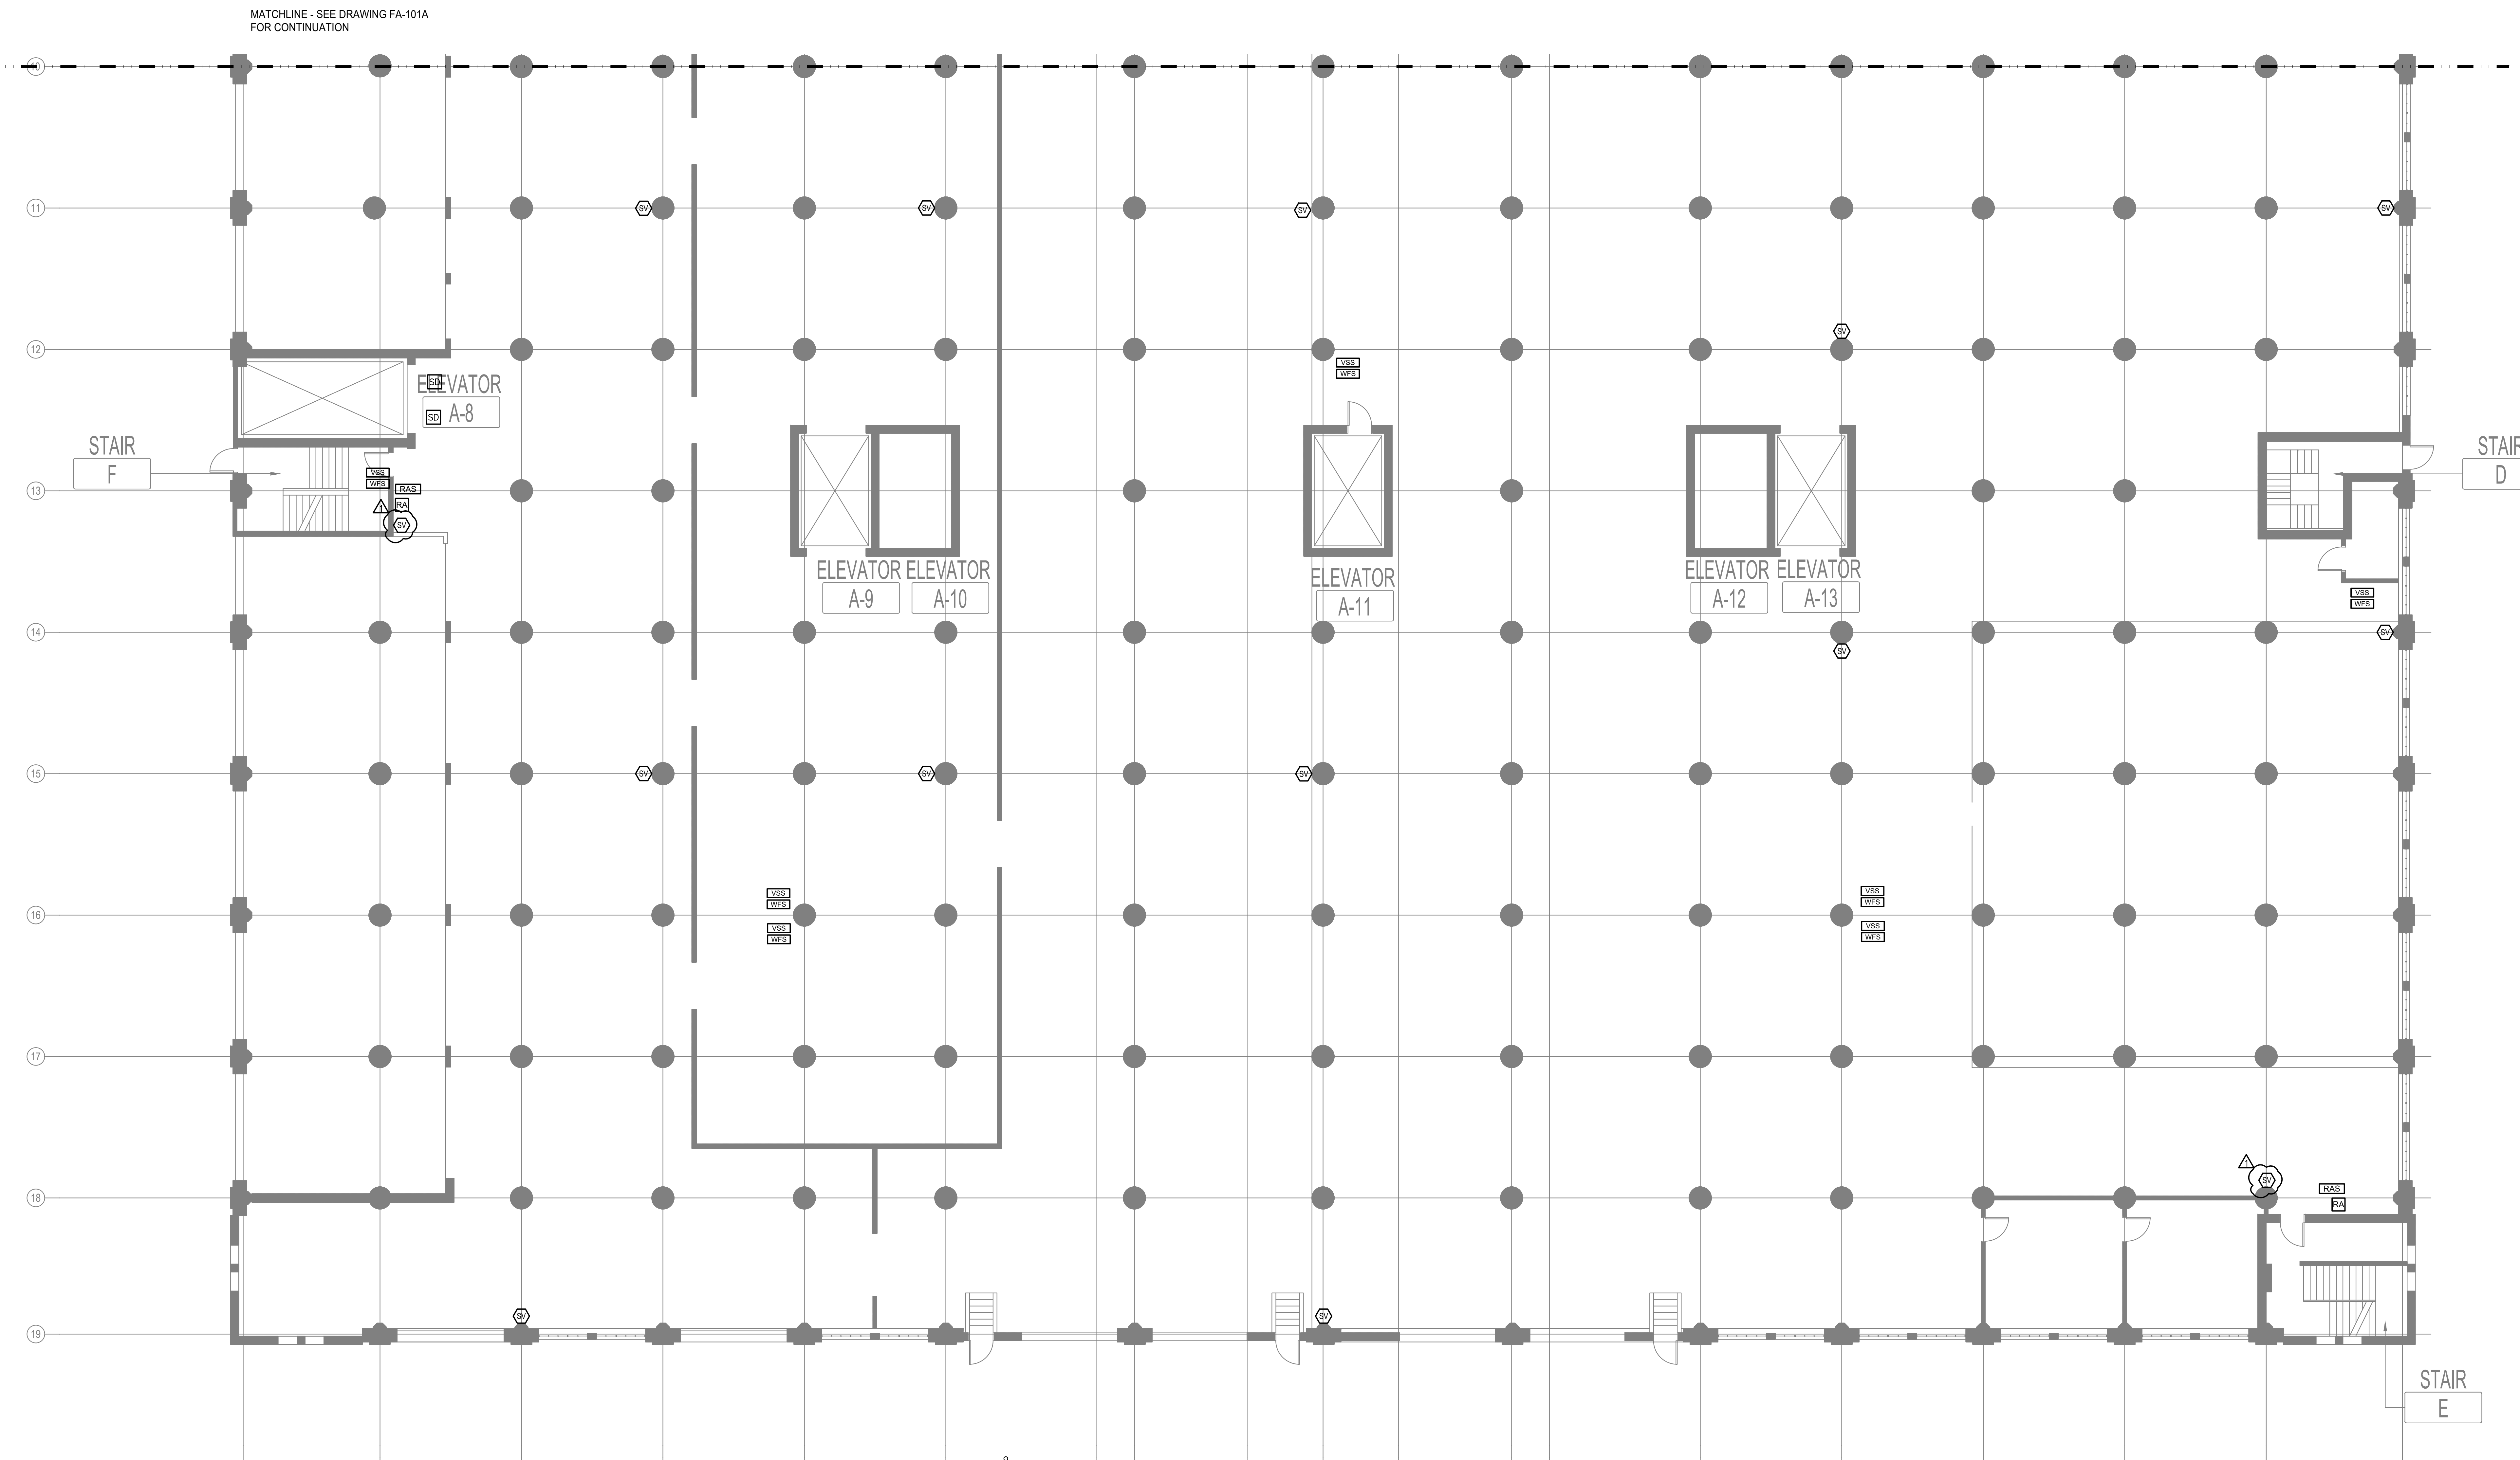 MATCHLINE - SEE DRAWING FA-101A
FOR CONTINUATION
10
11
SV
SV
SV
SV
12
SV
VSS
WFS
SD
ELEVATOR
SD
A-8
STAIR
F
STAIR
D
VSS
WFS
RAS
13
RA
1
SV
ELEVATOR
A-9
ELEVATOR
A-10
ELEVATOR
A-11
ELEVATOR
A-12
ELEVATOR
A-13
VSS
WFS
14
SV
SV
15
SV
SV
SV
VSS
WFS
VSS
WFS
16
VSS
WFS
VSS
WFS
17
1
SV
RAS
RA
18
SV
SV
19
STAIR
E